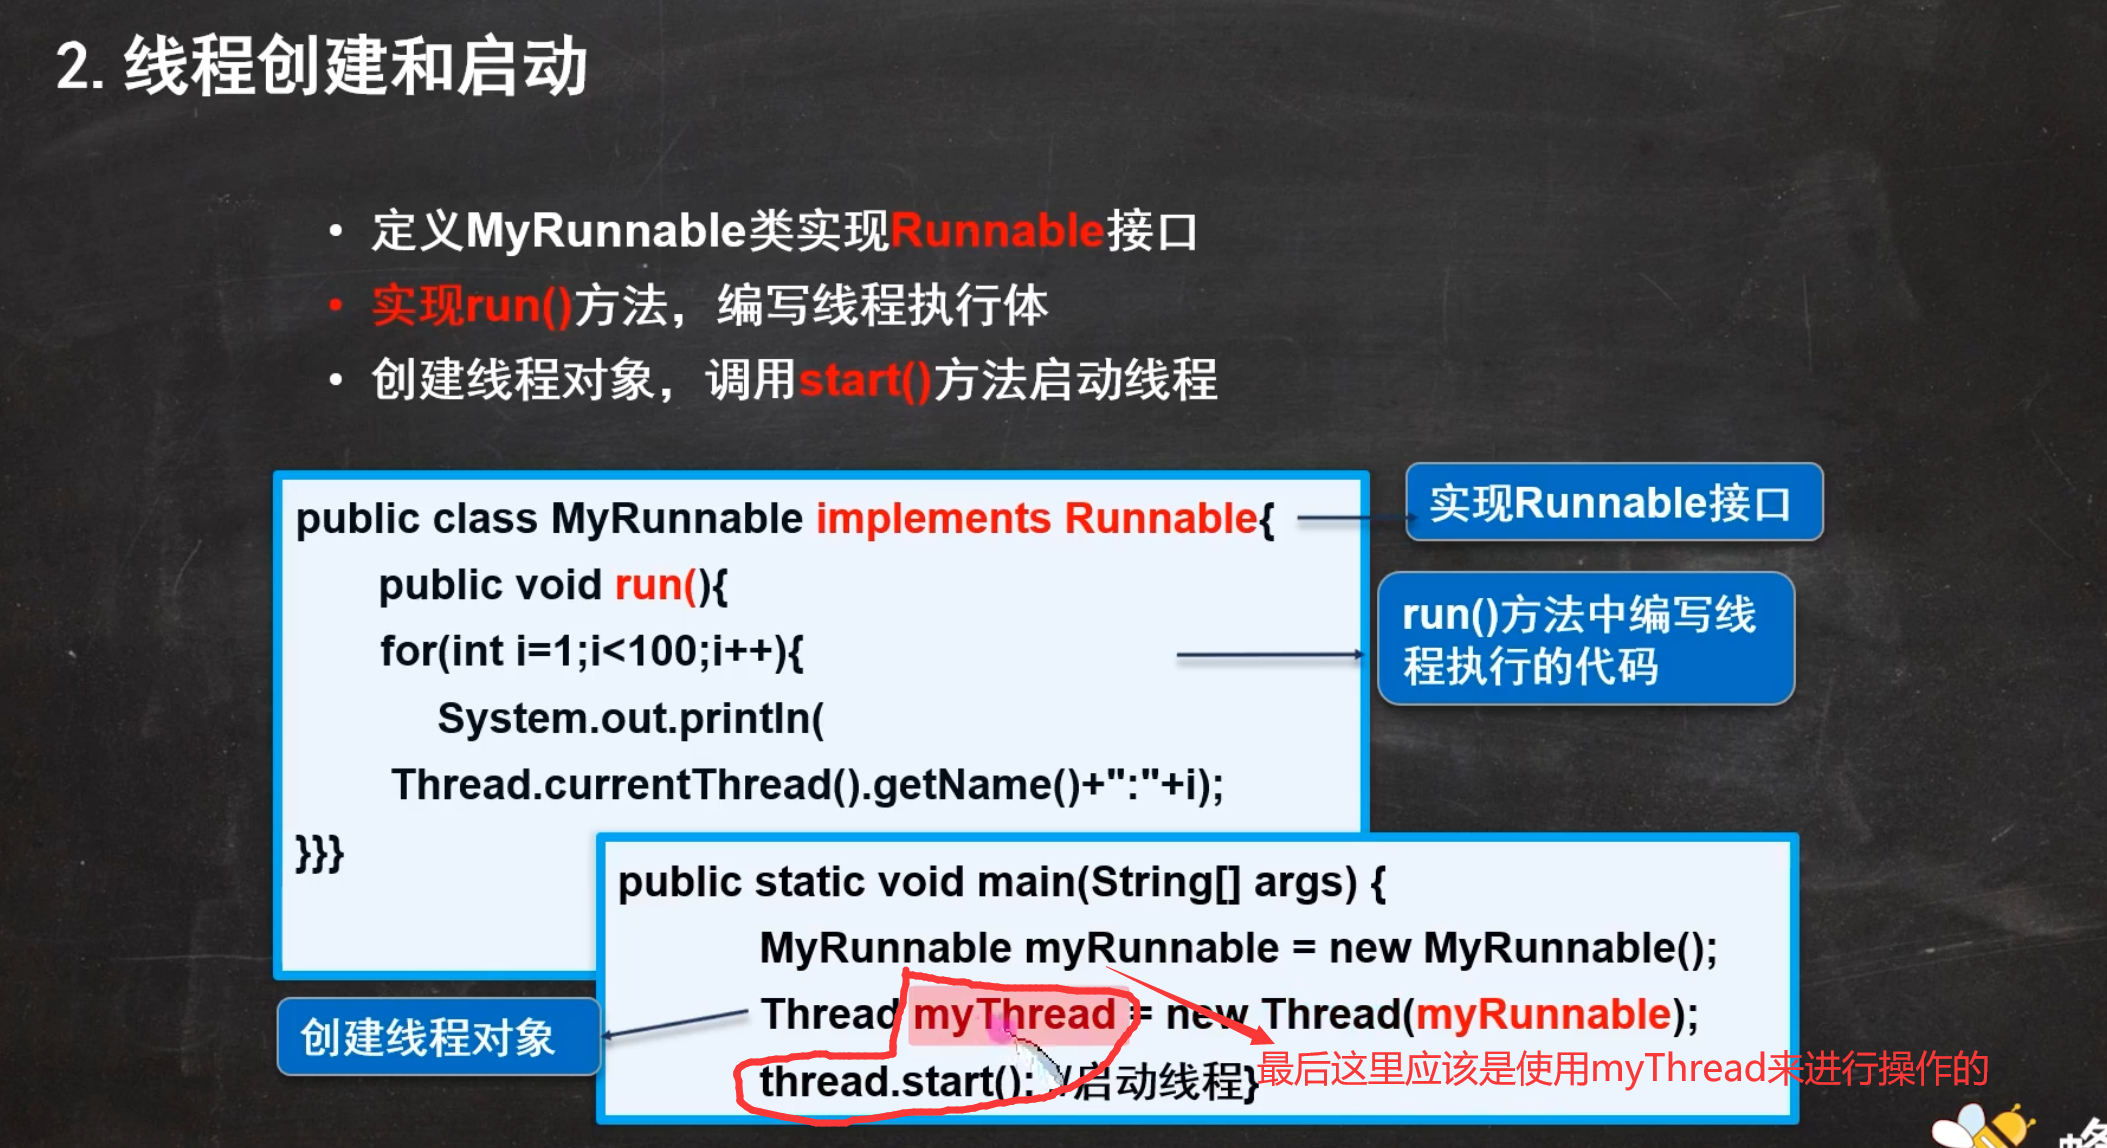 2. 线程创建和启动
• 定义MyRunnable类实现Runnable接口
• 实现run()方法，编写线程执行体
• 创建线程对象，调用start()方法启动线程
public class MyRunnable implements Runnable{
实现Runnable接口
public void run(){
for(int i=1;i<100;i++){
System.out.println(
Thread.currentThread().getName()+":"+i);
}}}
run()方法中编写线
程执行的代码
public static void main(String[] args) {
MyRunnable myRunnable = new MyRunnable();
Thread myThread = new Thread(myRunnable);
thread.start(); //启动线程}
创建线程对象
最后这里应该是使用myThread来进行操作的